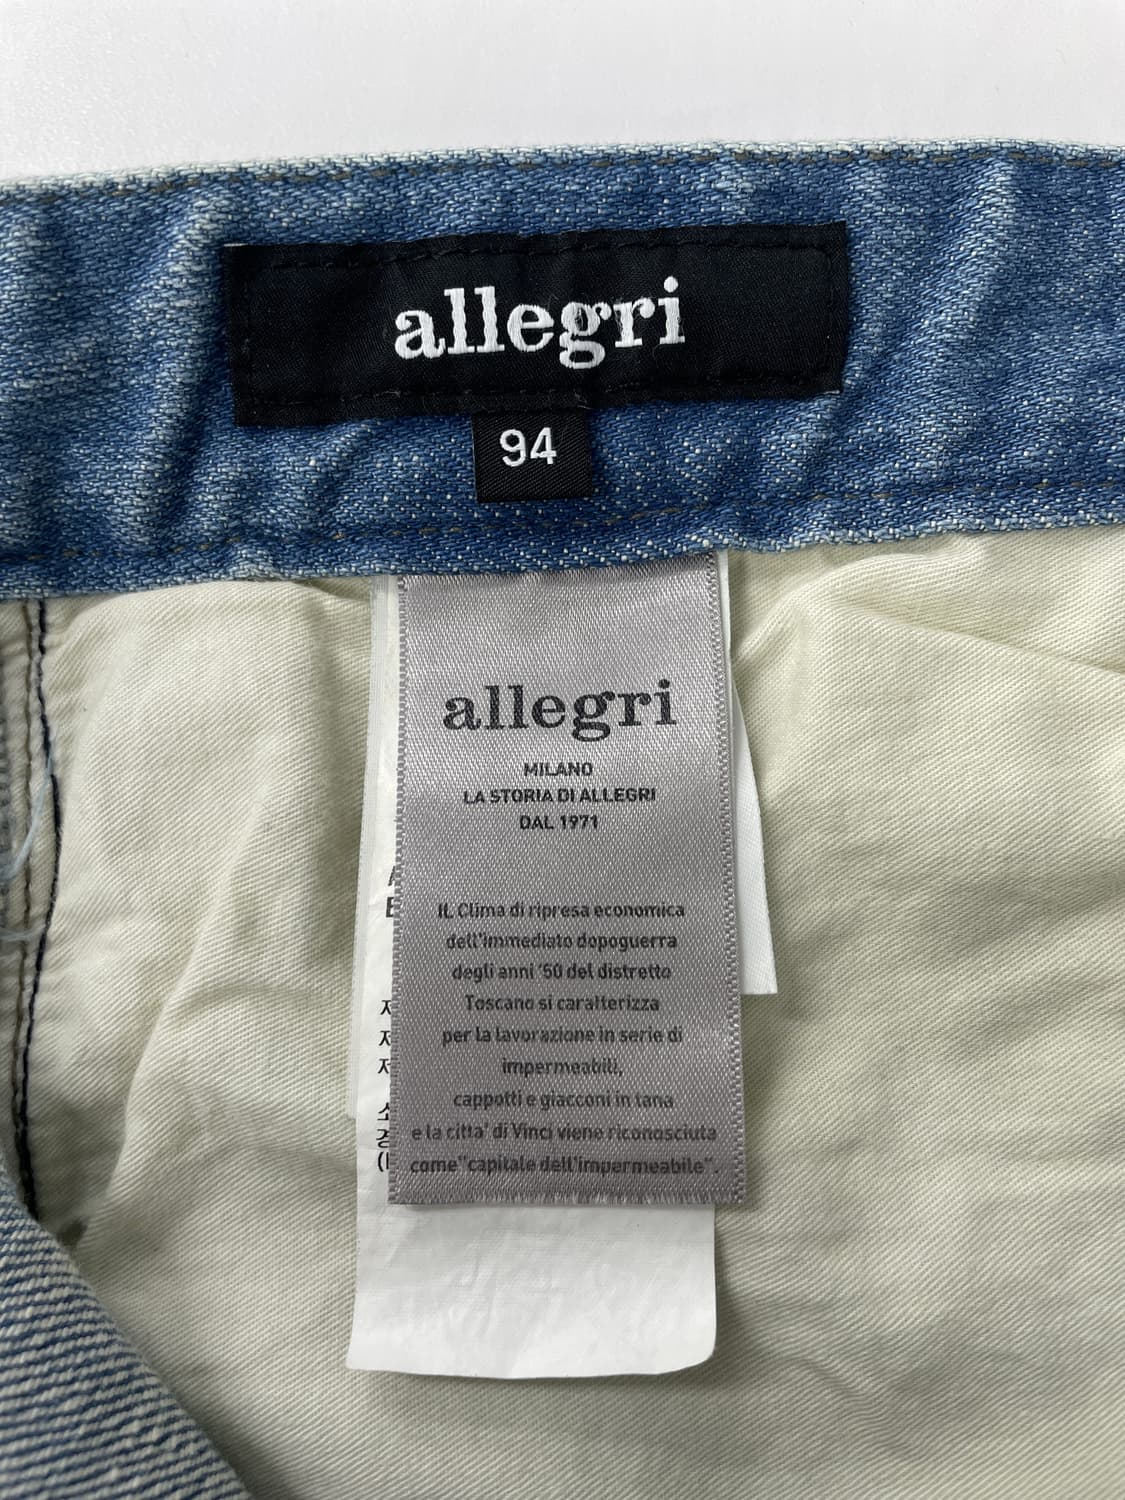 allegri
94
allegri
MILANO
LA STORIA DI ALLEGRI
DAL 1971
IL Clima di ripresa economica
dell'immediato dopoguerra
degli anni '50 del distretto
Toscano si caratterizza
per la lavorazione in serie di
impermeabili,
cappotti e giacconi in tana
e la citta' di Vinci viene riconosciuta
come"capitale dell'impermeabile".